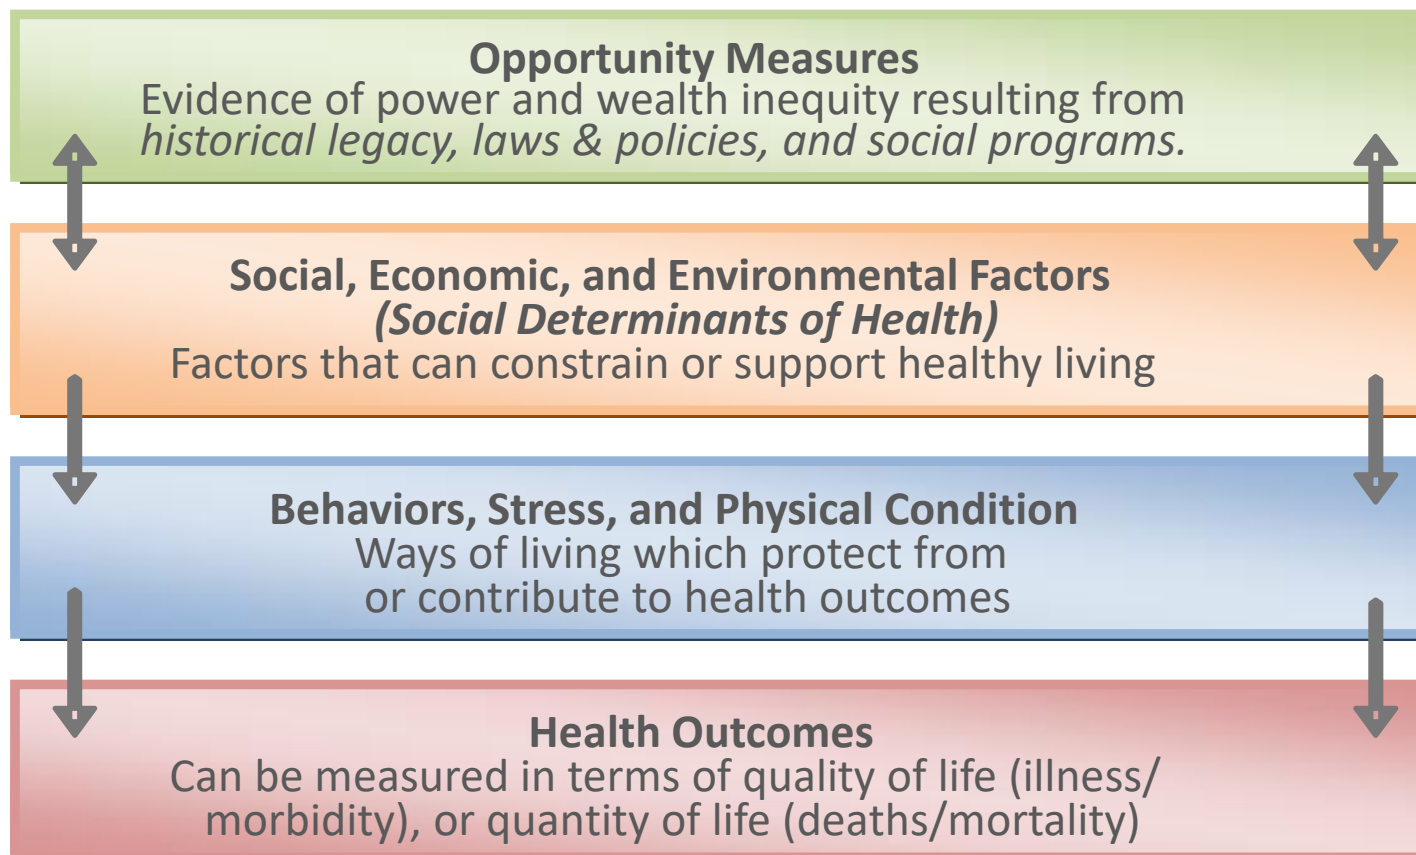 Opportunity Measures
Evidence of power and wealth inequity resulting from
historical legacy, laws & policies, and social programs.
Social, Economic, and Environmental Factors
(Social Determinants of Health)
Factors that can constrain or support healthy living
Behaviors, Stress, and Physical Condition
Ways of living which protect from
or contribute to health outcomes
Health Outcomes
Can be measured in terms of quality of life (illness/
morbidity), or quantity of life (deaths/mortality)